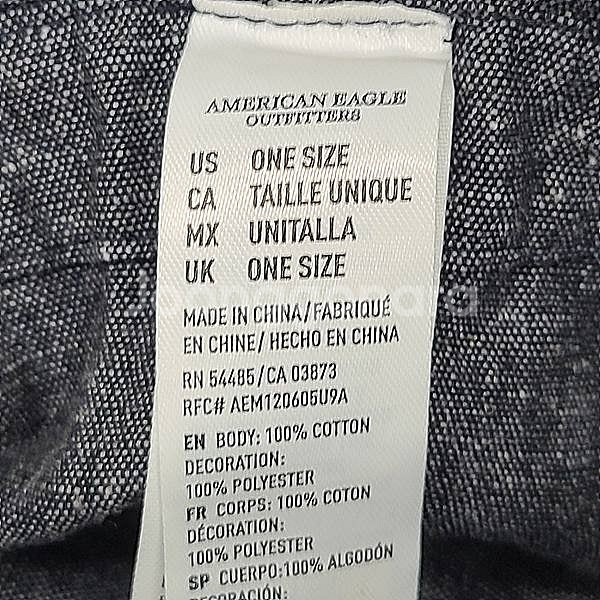 AMERICAN EAGLE
OUTFITTERS
US ONE SIZE
CA TAILLE UNIQUE
MX UNITALLA
UK ONE SIZE
MADE IN CHINA/FABRIQUÉ
EN CHINE/ HECHO EN CHINA
RN 54485/CA 03873
RFC# AEM120605U9A
EN BODY: 100% COTTON
DECORATION:
100% POLYESTER
FR CORPS: 100% COTON
DÉCORATION:
100% POLYESTER
SP CUERPO:100% ALGODÓN
DECORACIÓN: